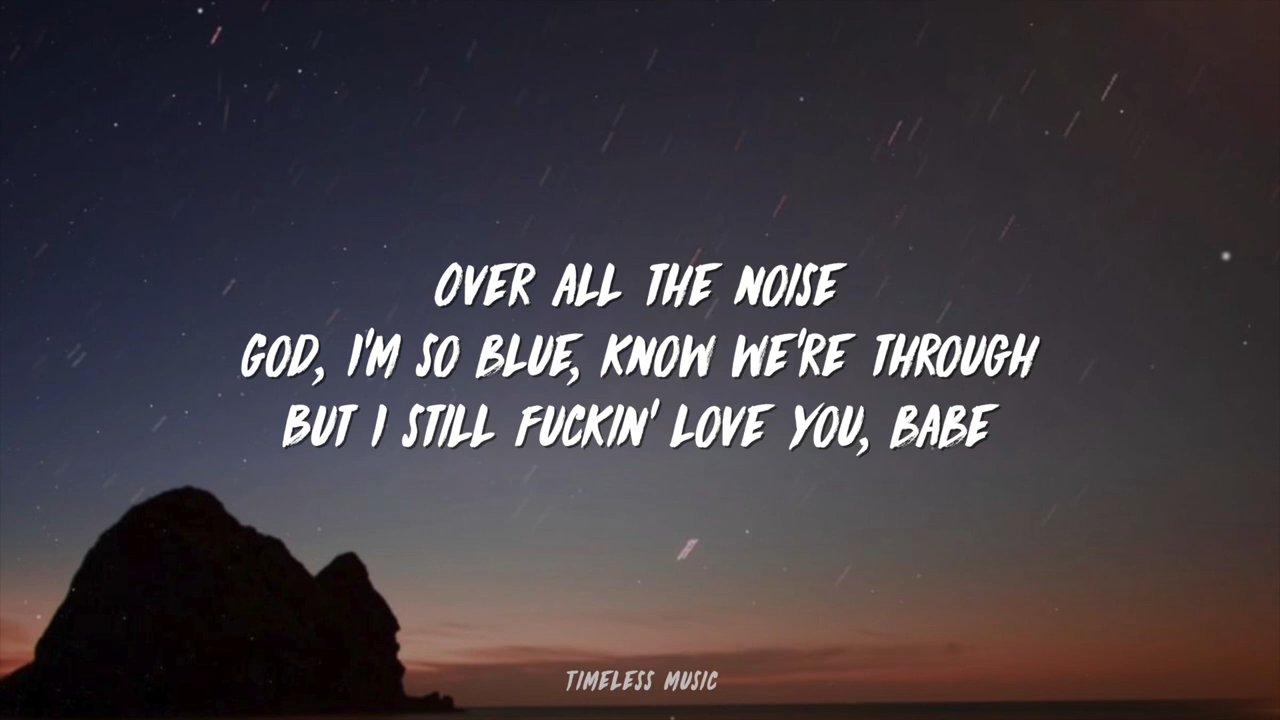 OVER ALL THE NOISE
GOD, I'M SO BLUE, KNOW WE'RE THROUGH
BUT I STILL FUCKIN' LOVE YOU, BABE
TIMELESS MUSIC